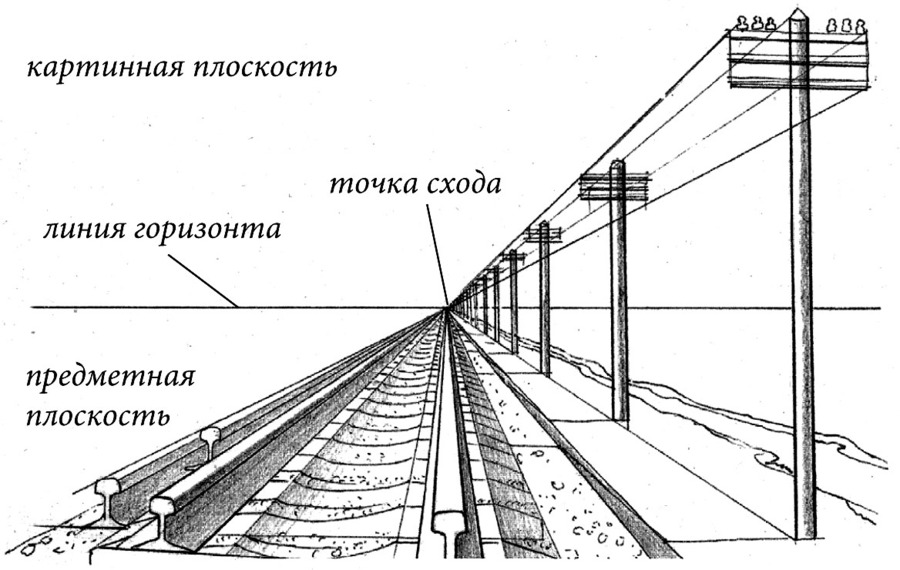 картинная плоскость
точка схода
линия горизонта
предметная
плоскость